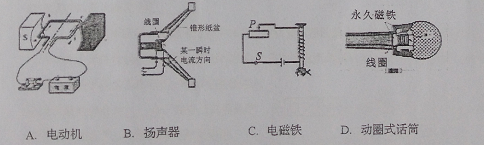 S
电源
A. 电动机
线圈
锥形纸盆
某一瞬时
电流方向
B. 扬声器
P
S
C. 电磁铁
永久磁铁
线圈
D. 动圈式话筒